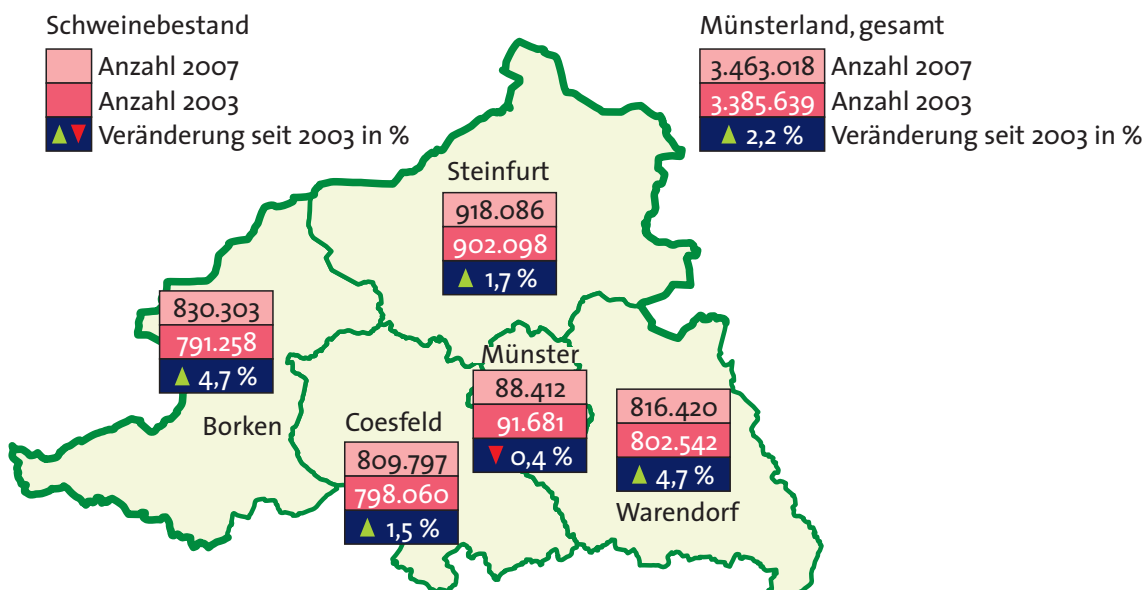 Schweinebestand
Anzahl 2007
Anzahl 2003
Veränderung seit 2003 in %
Münsterland, gesamt
3.463.018 Anzahl 2007
3.385.639 Anzahl 2003
2,2 % Veränderung seit 2003 in %
Steinfurt
918.086
902.098
1,7 %
830.303
791.258
4,7 %
Borken
Coesfeld
809.797
798.060
1,5 %
Münster
88.412
91.681
0,4 %
816.420
802.542
4,7 %
Warendorf